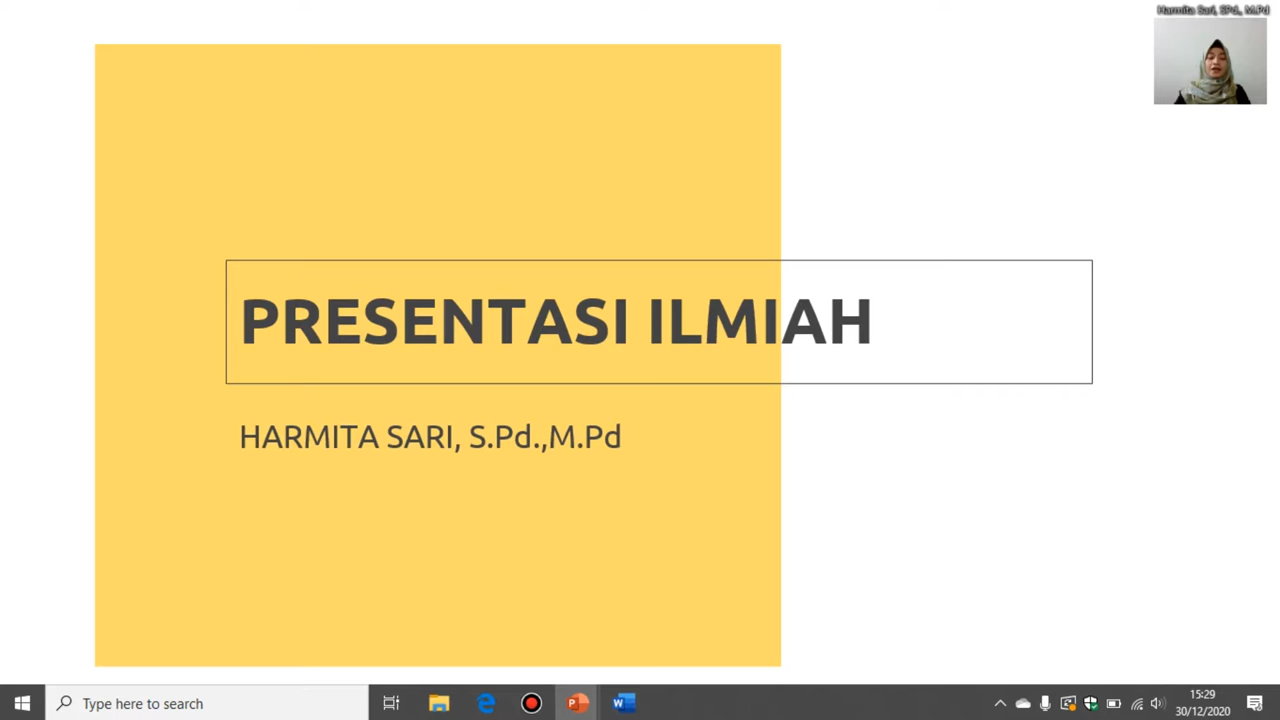 Harmita Sari, SPd., M.Pd
PRESENTASI ILMIAH
HARMITA SARI, S.Pd.,M.Pd
Type here to search
15:29
30/12/2020